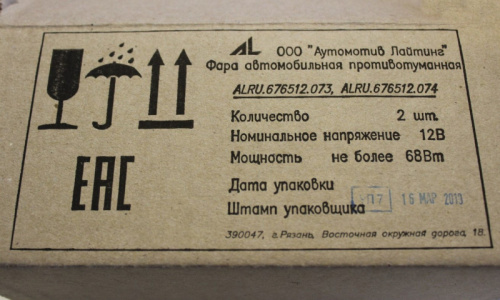 AL ООО "Аутомотив Лайтинг"
Фара автомобильная противотуманная
ALRU.676512.073, ALRU.676512.074
Количество 2 шт.
Номинальное напряжение 12В
Мощность не более 68Вт
Дата упаковки
Штамп упаковщика 16 МАР 2013
390047, г.Рязань, Восточная окружная дорога, 18.
EAC